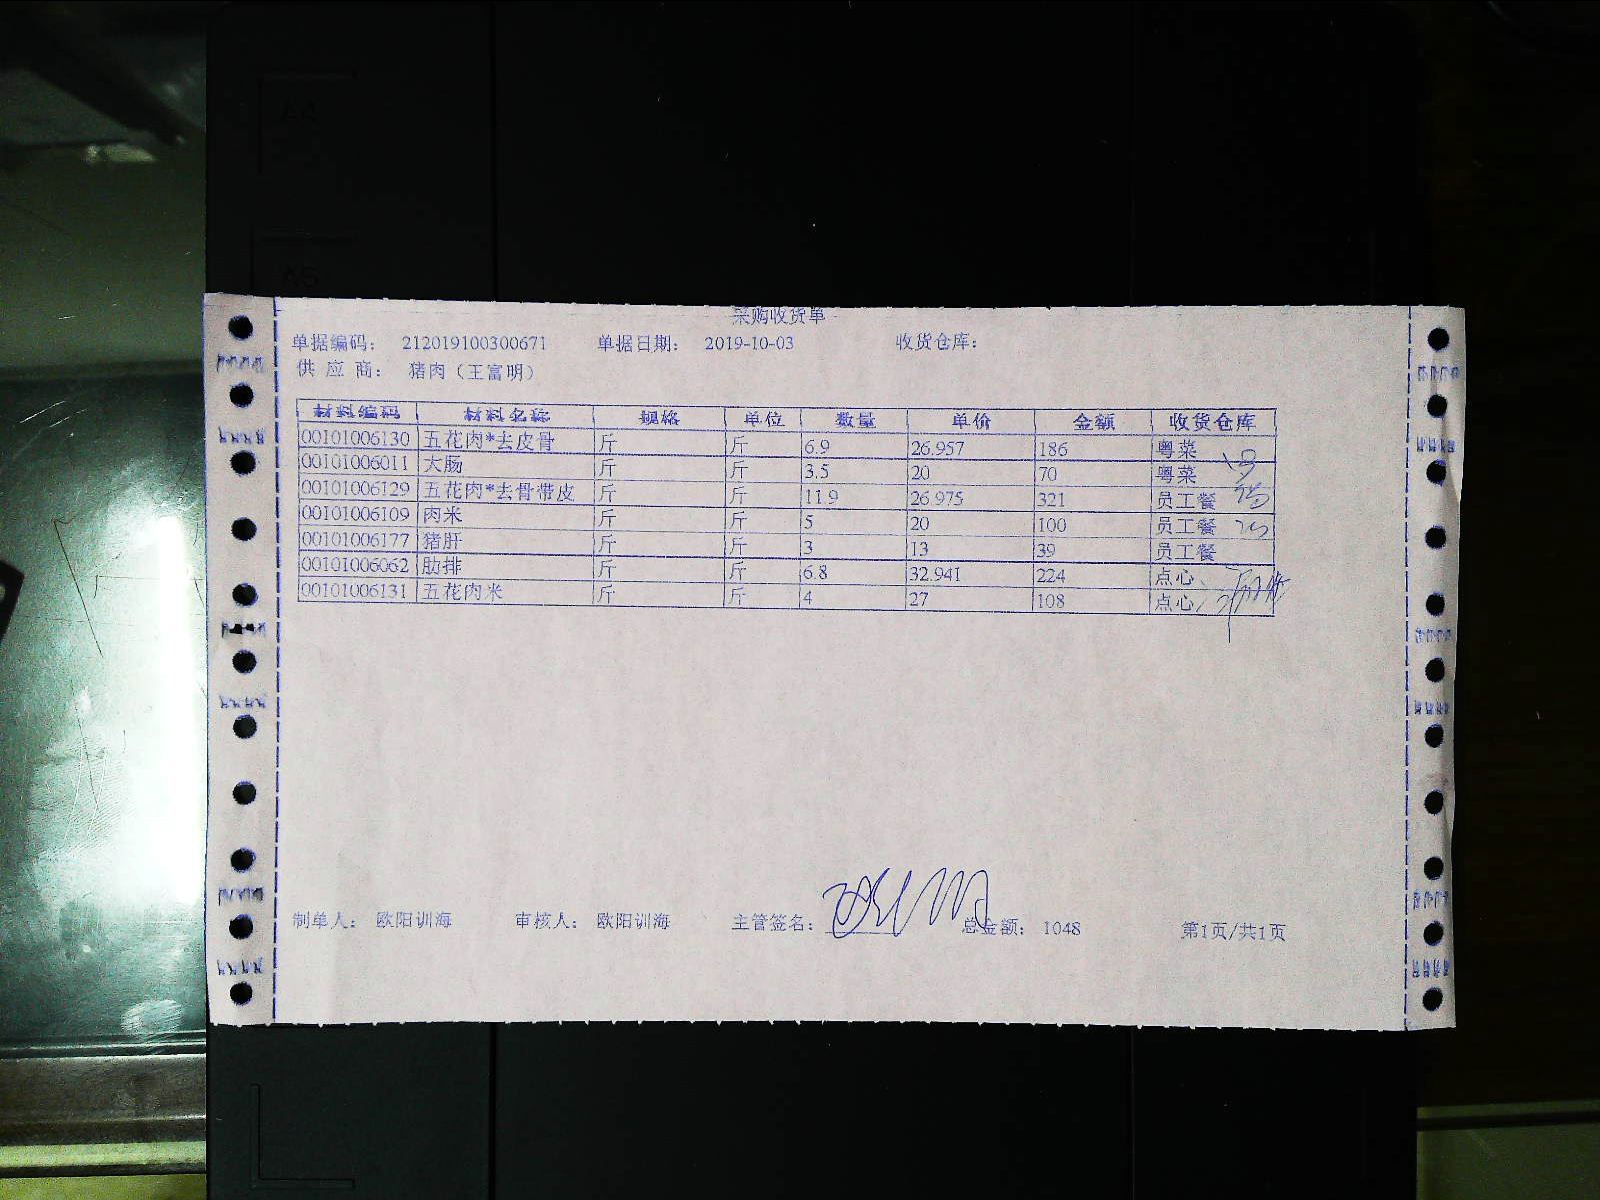 A4
A5
采购收货单
单据编码： 212019100300671 单据日期： 2019-10-03 收货仓库：
供应商： 猪肉（王富明）
材料编码 材料名称 规格 单位 数量 单价 金额 收货仓库
00101006130 五花肉*去皮骨 斤 斤 6.9 26.957 186 粤菜
00101006011 大肠 斤 斤 3.5 20 70 粤菜
00101006129 五花肉*去骨带皮 斤 斤 11.9 26.975 321 员工餐
00101006109 肉米 斤 斤 5 20 100 员工餐
00101006177 猪肝 斤 斤 3 13 39 员工餐
00101006062 肋排 斤 斤 6.8 32.941 224 点心
00101006131 五花肉米 斤 斤 4 27 108 点心
制单人： 欧阳训海 审核人： 欧阳训海 主管签名： 总金额： 1048 第1页/共1页